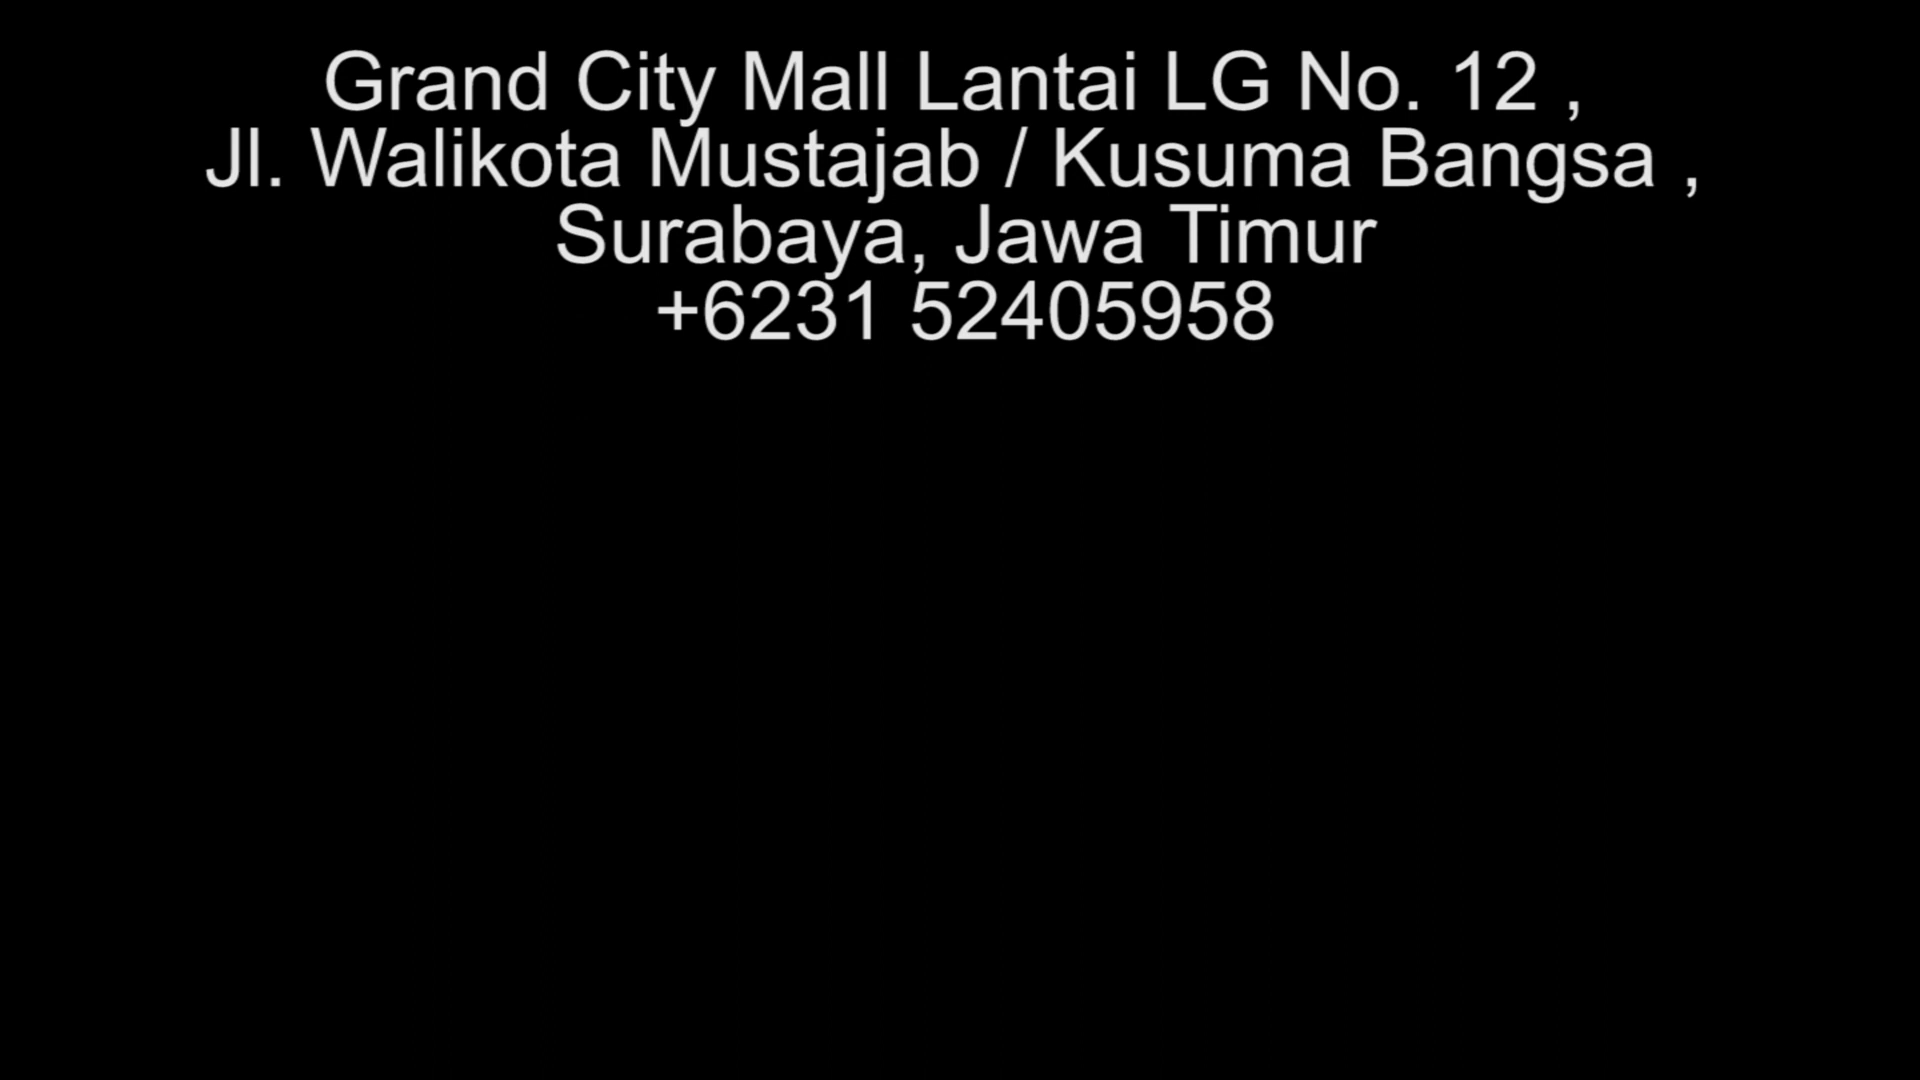 Grand City Mall Lantai LG No. 12 ,
Jl. Walikota Mustajab / Kusuma Bangsa ,
Surabaya, Jawa Timur
+6231 52405958